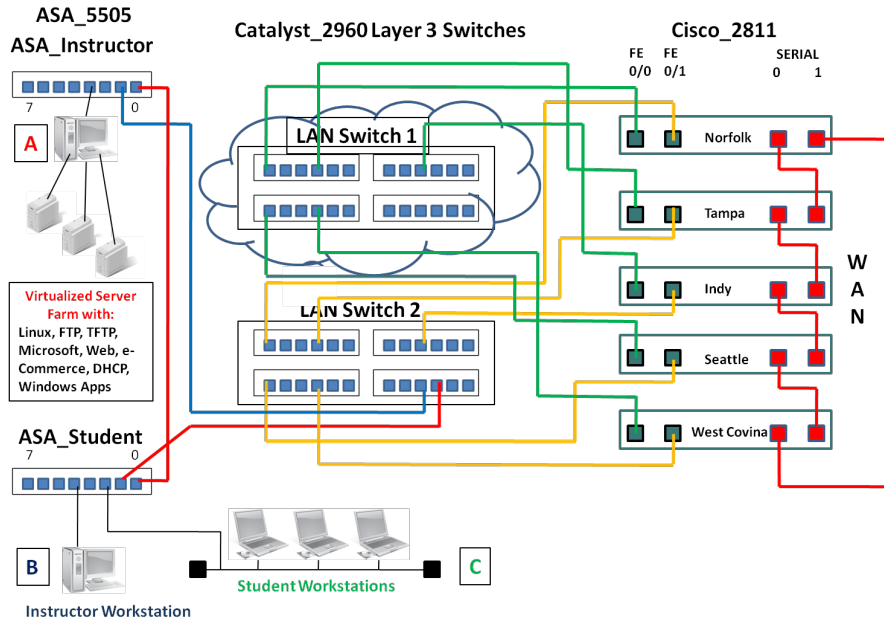 ASA_5505
ASA_Instructor
7
0
A
Virtualized Server
Farm with:
Linux, FTP, TFTP,
Microsoft, Web, e-
Commerce, DHCP,
Windows Apps
ASA_Student
7
0
B
Instructor Workstation
Student Workstations
C
Catalyst_2960 Layer 3 Switches
LAN Switch 1
LAN Switch 2
Cisco_2811
FE
0/0
FE
0/1
SERIAL
0
1
Norfolk
Tampa
Indy
Seattle
West Covina
W
A
N